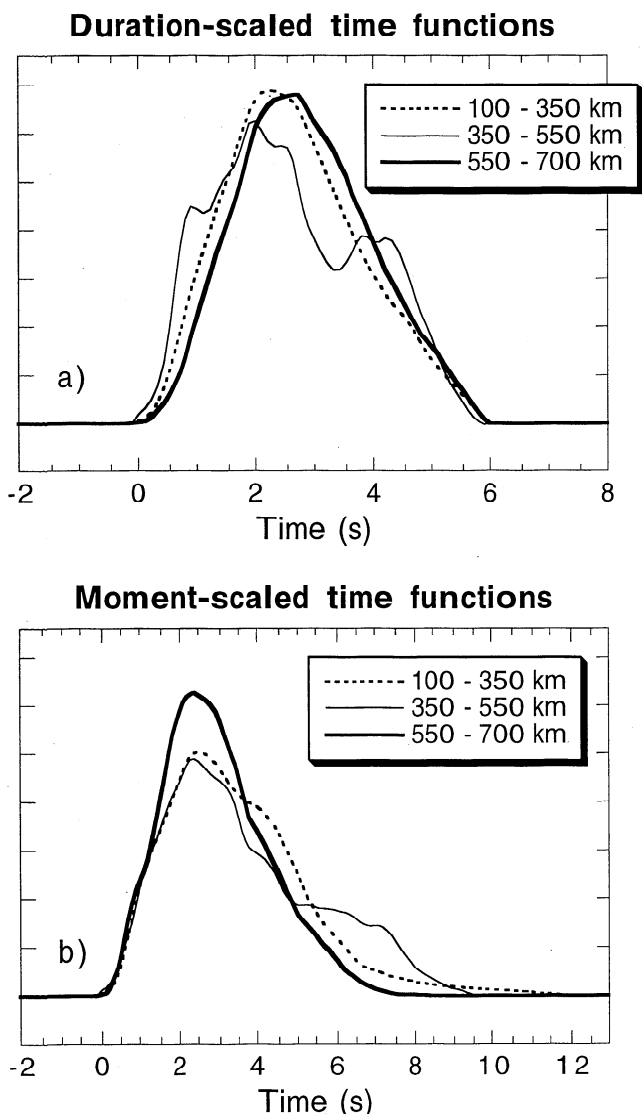 Duration-scaled time functions
100 - 350 km
350 - 550 km
550 - 700 km
a)
-2 0 2 4 6 8
Time (s)
Moment-scaled time functions
100 - 350 km
350 - 550 km
550 - 700 km
b)
-2 0 2 4 6 8 10 12
Time (s)